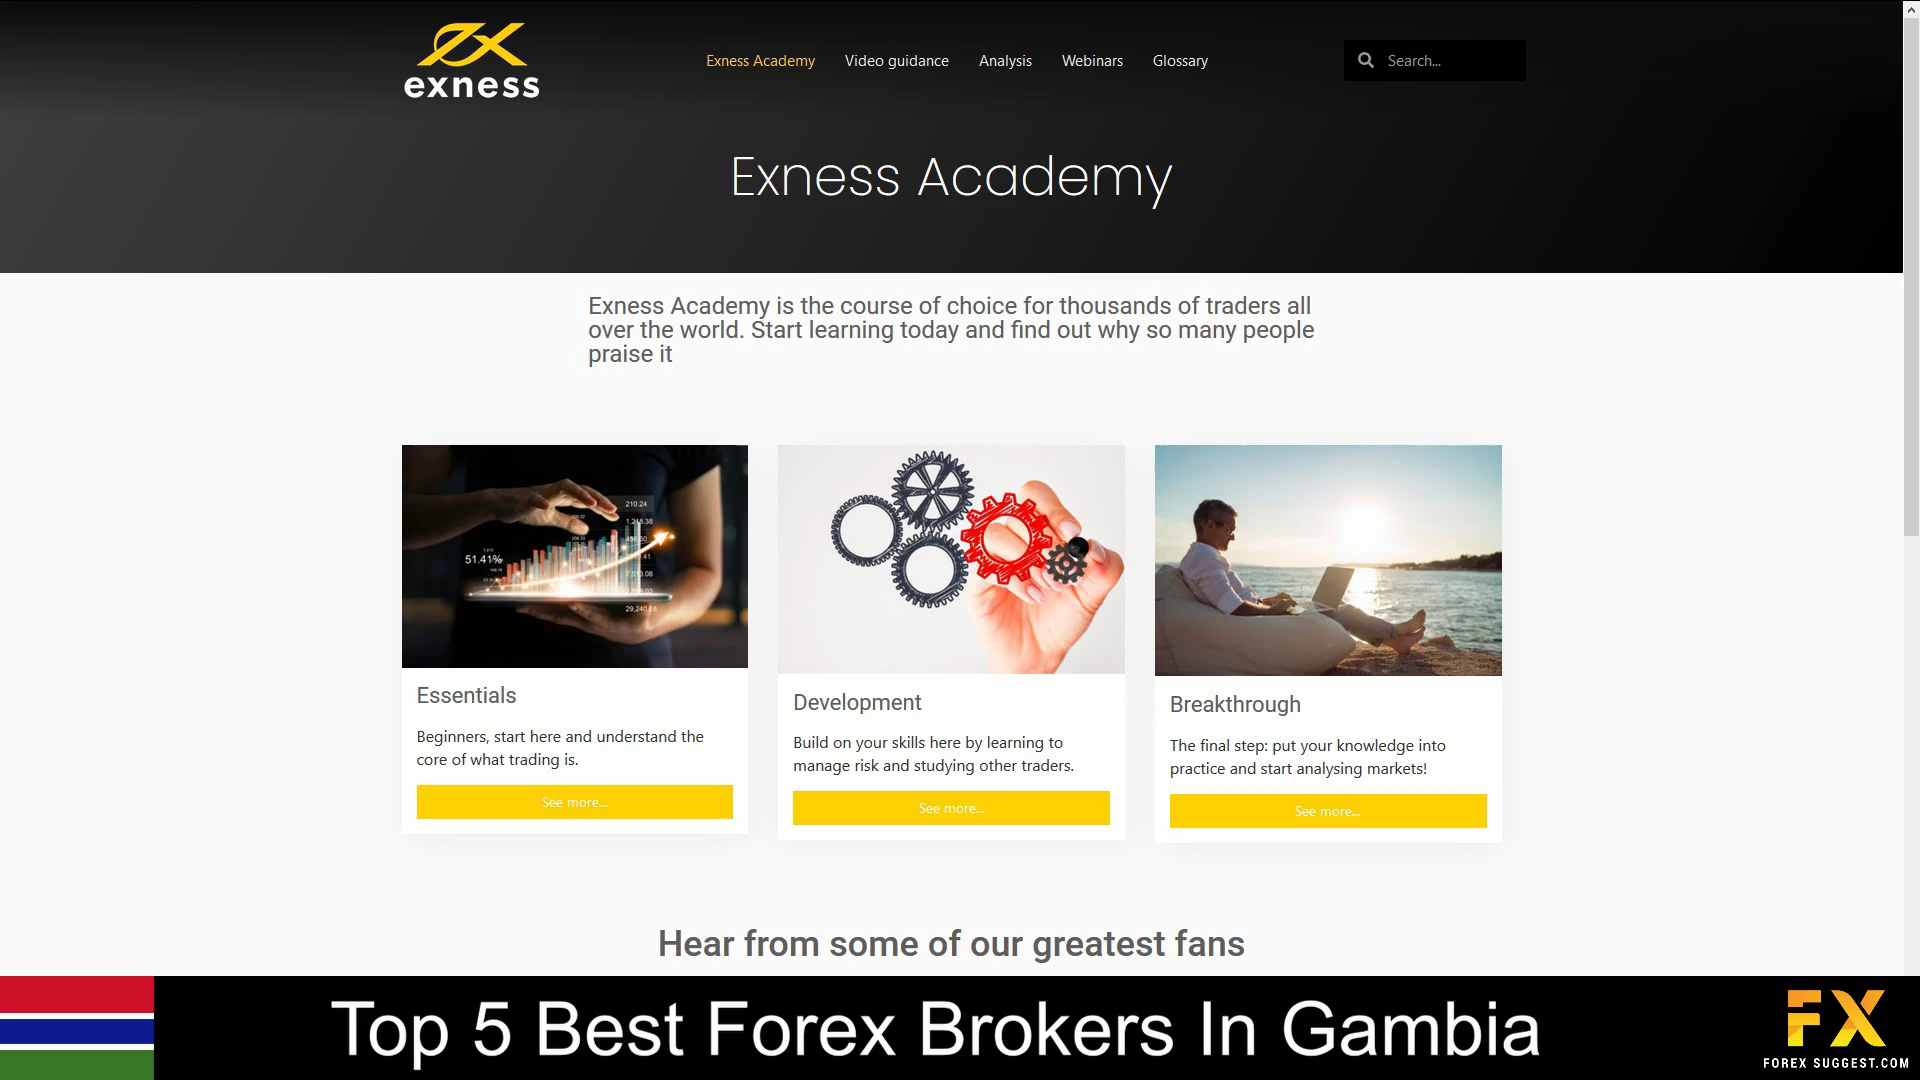 exness
Exness Academy
Video guidance
Analysis
Webinars
Glossary
Search...
Exness Academy
Exness Academy is the course of choice for thousands of traders all
over the world. Start learning today and find out why so many people
praise it
210.24
51.41%
29,240.68
Essentials
Beginners, start here and understand the
core of what trading is.
See more...
Development
Build on your skills here by learning to
manage risk and studying other traders.
See more...
Breakthrough
The final step: put your knowledge into
practice and start analysing markets!
See more...
Hear from some of our greatest fans
Top 5 Best Forex Brokers In Gambia
FX
FOREX SUGGEST.COM